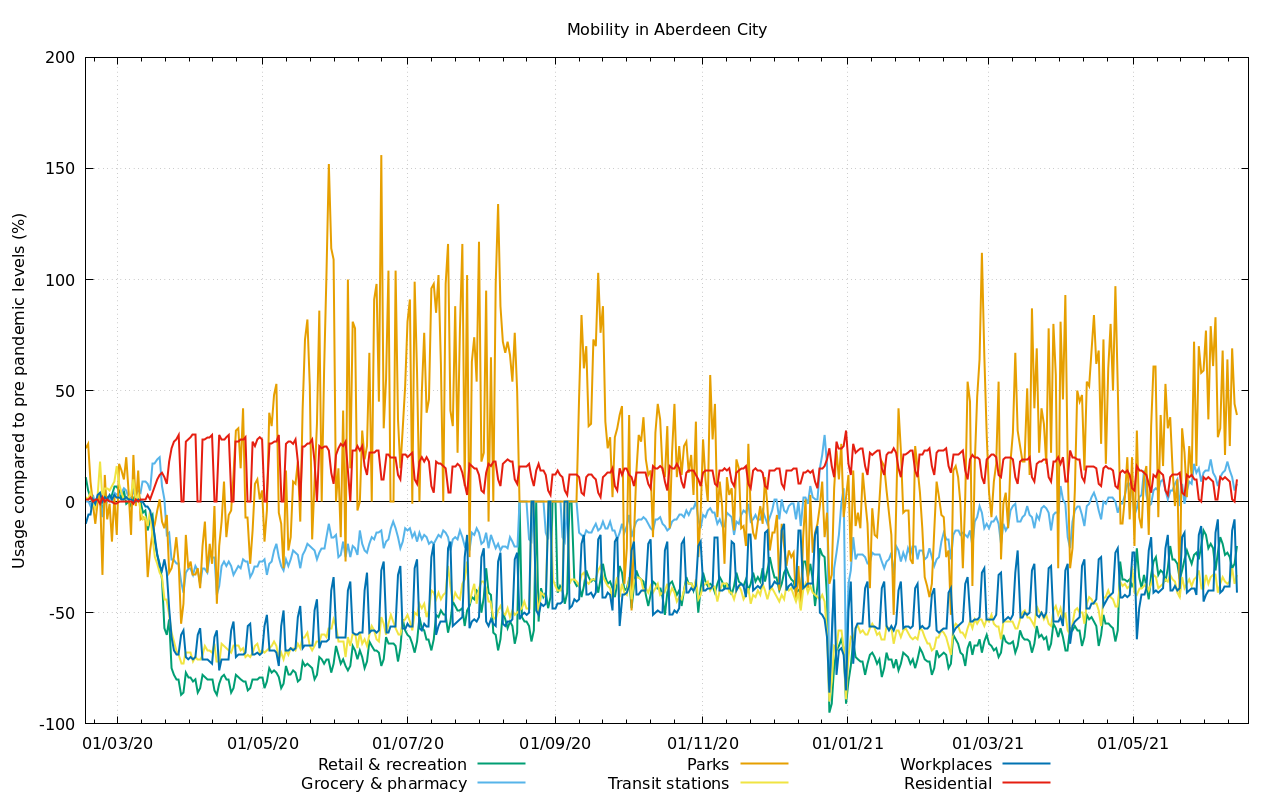 Mobility in Aberdeen City
Usage compared to pre pandemic levels (%)
200
150
100
50
0
-50
-100
01/03/20 01/05/20 01/07/20 01/09/20 01/11/20 01/01/21 01/03/21 01/05/21
Retail & recreation Parks Workplaces
Grocery & pharmacy Transit stations Residential